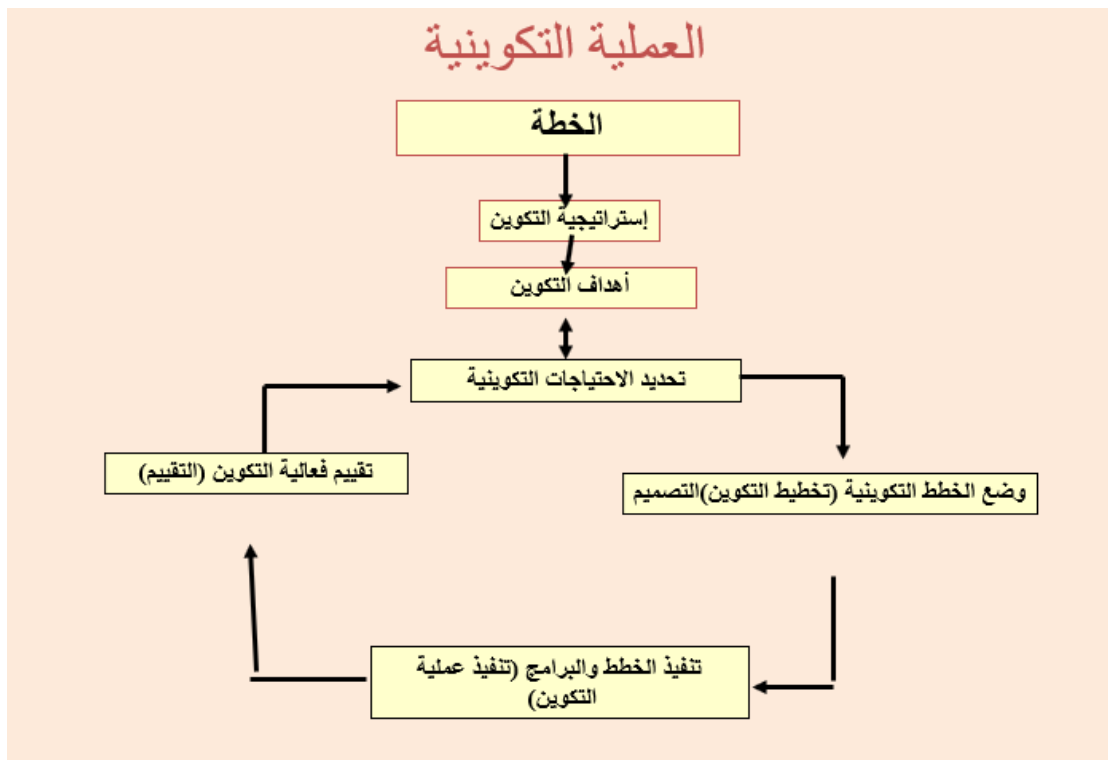 العملية التكوينية
الخطة
إستراتيجية التكوين
أهداف التكوين
تحديد الاحتياجات التكوينية
تقييم فعالية التكوين (التقييم)
وضع الخطط التكوينية (تخطيط التكوين)التصميم
تنفيذ الخطط والبرامج (تنفيذ عملية
التكوين)